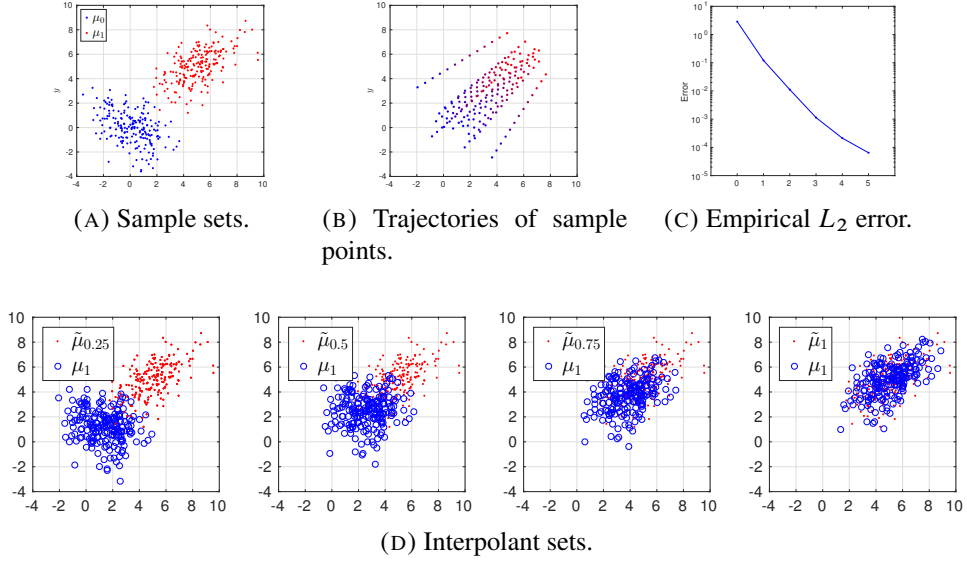 10
8
6
4
2
0
-2
-4
y
μ₀
μ₁
-4 -2 0 2 4 6 8 10
(A) Sample sets.
10
8
6
4
2
0
-2
-4
y
-4 -2 0 2 4 6 8 10
(B) Trajectories of sample
points.
10¹
10⁰
10⁻¹
10⁻²
10⁻³
10⁻⁴
10⁻⁵
Error
0 1 2 3 4 5
(C) Empirical L₂ error.
10
8
6
4
2
0
-2
-4
μ̃₀.₂₅
μ₁
-4 -2 0 2 4 6 8 10
10
8
6
4
2
0
-2
-4
μ̃₀.₅
μ₁
-4 -2 0 2 4 6 8 10
10
8
6
4
2
0
-2
-4
μ̃₀.₇₅
μ₁
-4 -2 0 2 4 6 8 10
10
8
6
4
2
0
-2
-4
μ̃₁
μ₁
-4 -2 0 2 4 6 8 10
(D) Interpolant sets.